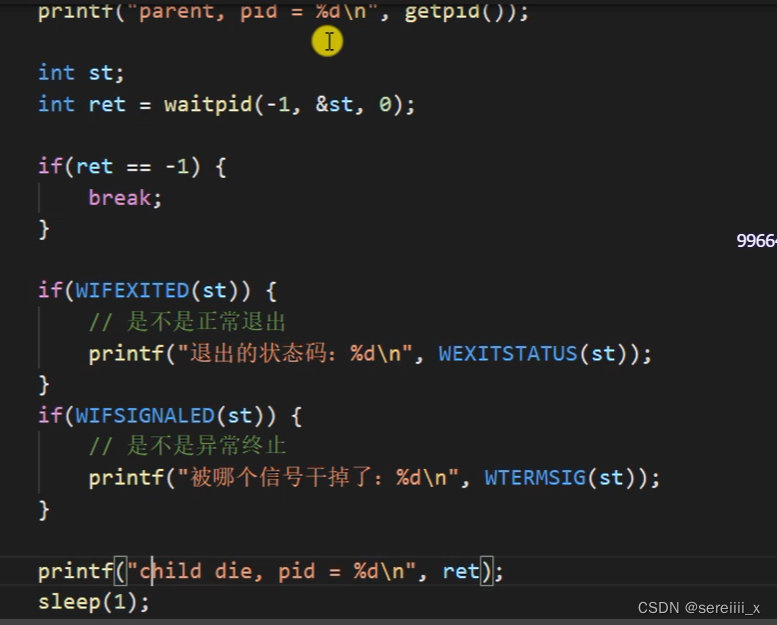 printf("parent, pid = %d\n", getpid());
int st;
int ret = waitpid(-1, &st, 0);
if(ret == -1) {
break;
}
9966
if(WIFEXITED(st)) {
// 是不是正常退出
printf("退出的状态码: %d\n", WEXITSTATUS(st));
}
if(WIFSIGNALED(st)) {
// 是不是异常终止
printf("被哪个信号干掉了: %d\n", WTERMSIG(st));
}
printf("child die, pid = %d\n", ret);
sleep(1);
CSDN @sereiiii_x